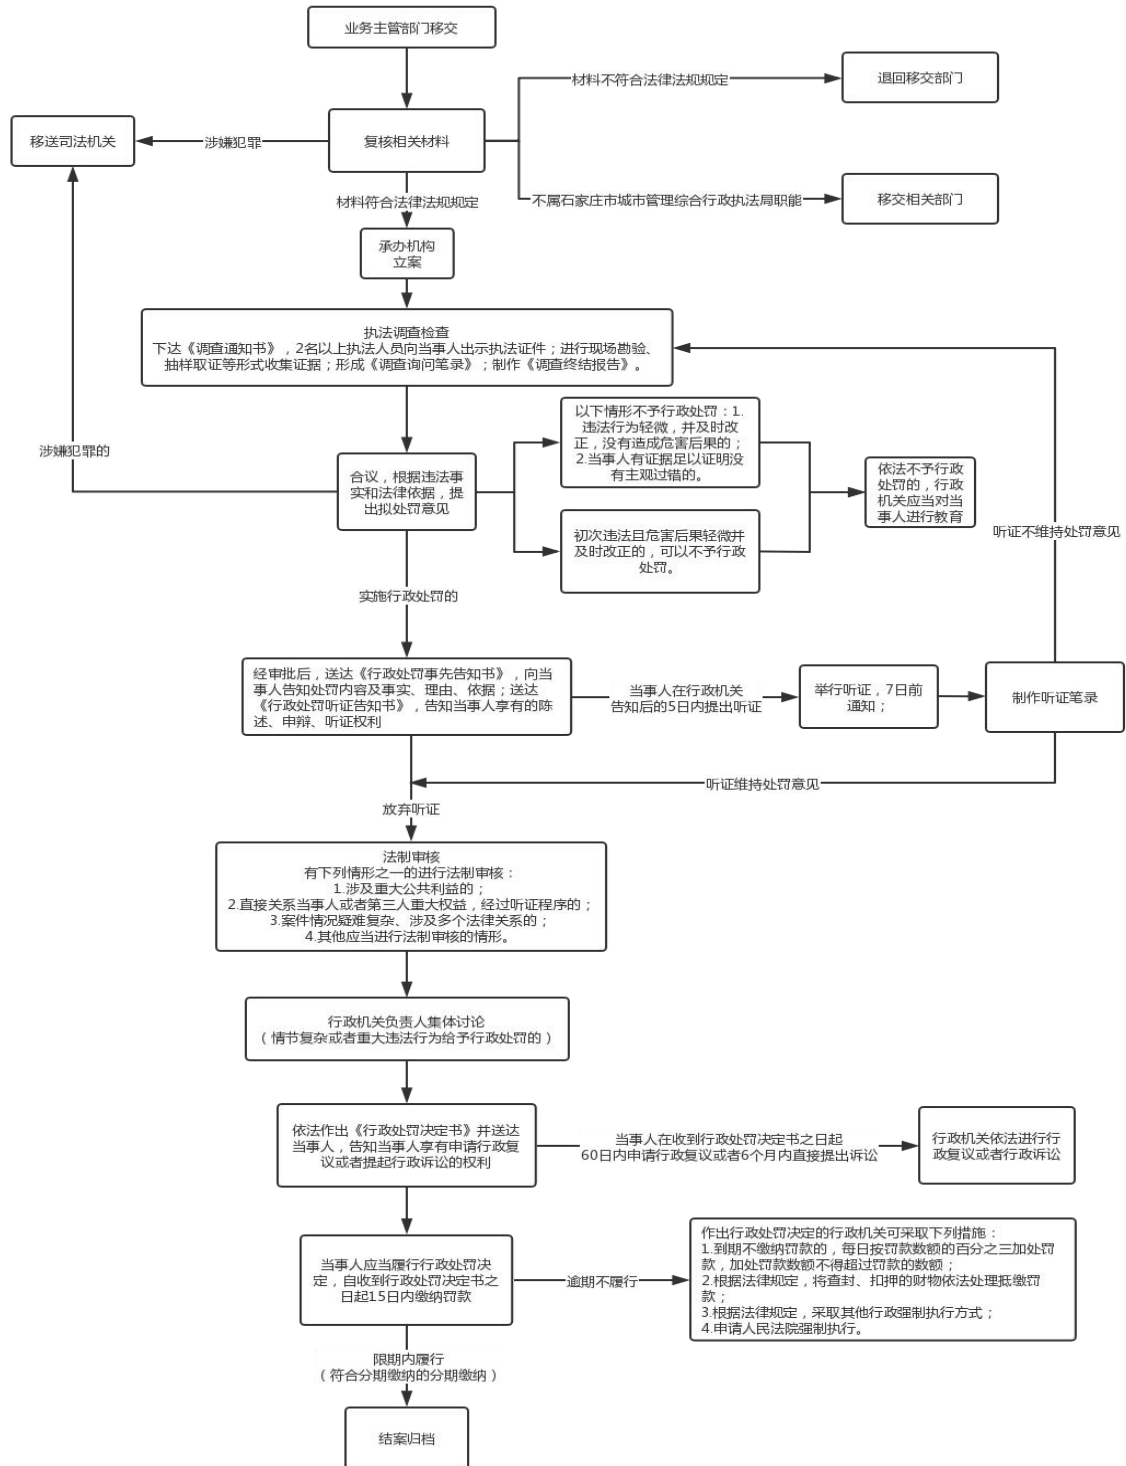 业务主管部门移交
材料不符合法律法规规定
退回移交部门
移送司法机关
涉嫌犯罪
复核相关材料
不属石家庄市城市管理综合行政执法局职能
移交相关部门
材料符合法律法规规定
承办机构
立案
执法调查检查
下达《调查通知书》，2名以上执法人员向当事人出示执法证件；进行现场勘验、
抽样取证等形式收集证据；形成《调查询问笔录》；制作《调查终结报告》。
涉嫌犯罪的
合议，根据违法事
实和法律依据，提
出拟处罚意见
以下情形不予行政处罚：1.
违法行为轻微，并及时改
正，没有造成危害后果的；
2.当事人有证据足以证明没
有主观过错的。
初次违法且危害后果轻微并
及时改正的，可以不予行政
处罚。
依法不予行政
处罚的，行政
机关应当对当
事人进行教育
听证不维持处罚意见
实施行政处罚的
经审批后，送达《行政处罚事先告知书》，向当
事人告知处罚内容及事实、理由、依据；送达
《行政处罚听证告知书》，告知当事人享有的陈
述、申辩、听证权利
当事人在行政机关
告知后的5日内提出听证
举行听证，7日前
通知；
制作听证笔录
听证维持处罚意见
放弃听证
法制审核
有下列情形之一的进行法制审核：
1.涉及重大公共利益的；
2.直接关系当事人或者第三人重大权益，经过听证程序的；
3.案件情况疑难复杂、涉及多个法律关系的；
4.其他应当进行法制审核的情形。
行政机关负责人集体讨论
（情节复杂或者重大违法行为给予行政处罚的）
依法作出《行政处罚决定书》并送达
当事人，告知当事人享有申请行政复
议或者提起行政诉讼的权利
当事人在收到行政处罚决定书之日起
60日内申请行政复议或者6个月内直接提出诉讼
行政机关依法进行行
政复议或者行政诉讼
当事人应当履行行政处罚决
定，自收到行政处罚决定书之
日起15日内缴纳罚款
逾期不履行
作出行政处罚决定的行政机关可采取下列措施：
1.到期不缴纳罚款的，每日按罚款数额的百分之三加处罚
款，加处罚款数额不得超过罚款的数额；
2.根据法律规定，将查封、扣押的财物依法处理抵缴罚
款；
3.根据法律规定，采取其他行政强制执行方式；
4.申请人民法院强制执行。
限期内履行
（符合分期缴纳的分期缴纳）
结案归档